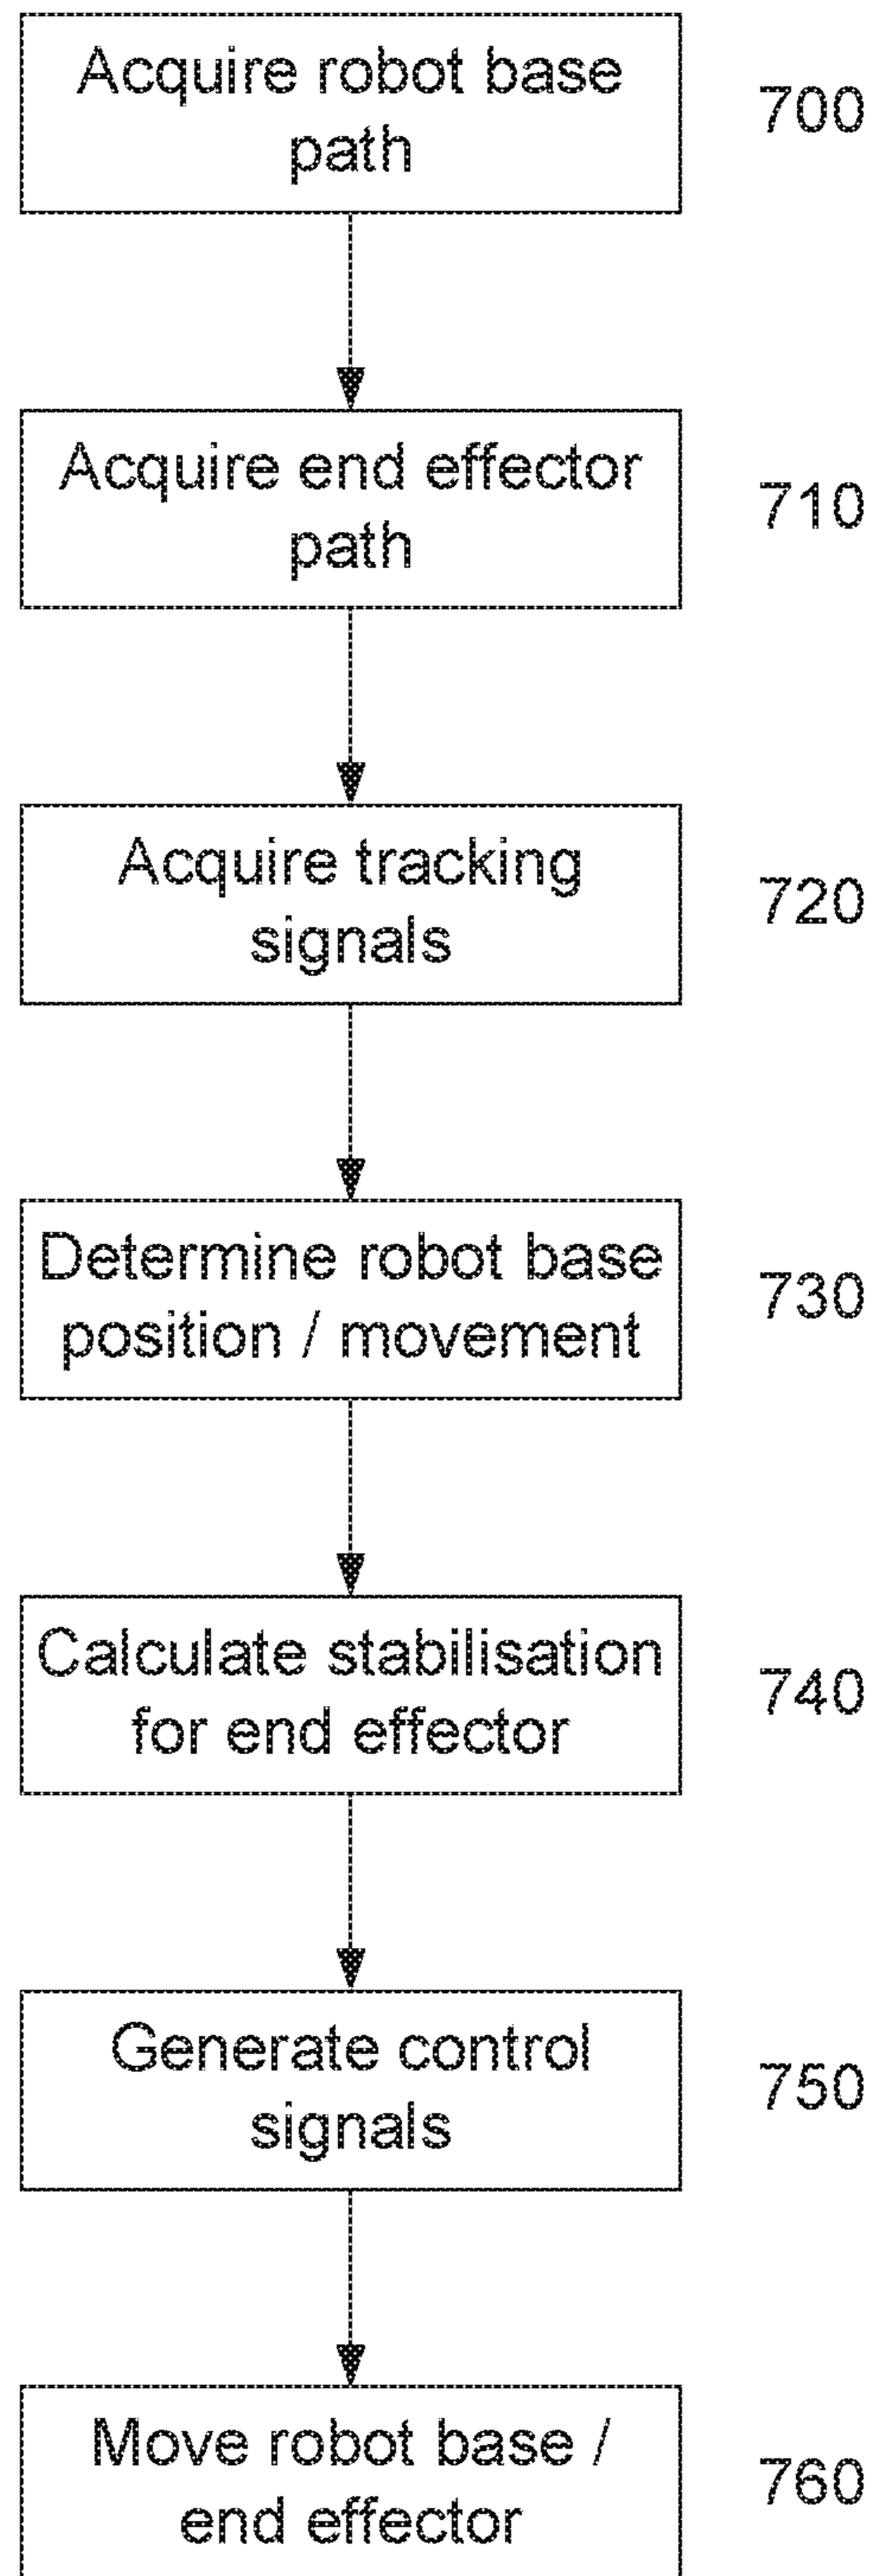 Acquire robot base
path
700
Acquire end effector
path
710
Acquire tracking
signals
720
Determine robot base
position / movement
730
Calculate stabilisation
for end effector
740
Generate control
signals
750
Move robot base /
end effector
760